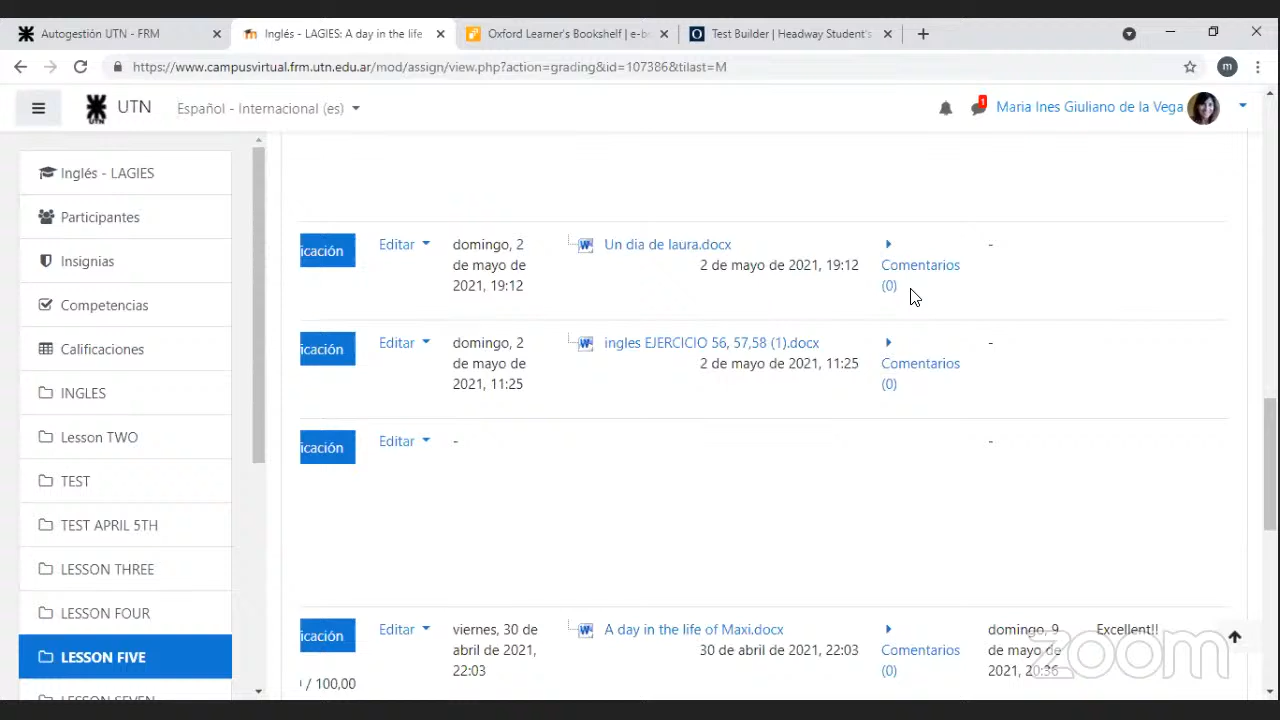 Autogestión UTN - FRM
Inglés - LAGIES: A day in the life
Oxford Learner's Bookshelf | e-b
Test Builder | Headway Student's
https://www.campusvirtual.frm.utn.edu.ar/mod/assign/view.php?action=grading&id=107386&tilast=M
m
UTN
UTN
Español - Internacional (es)
1
Maria Ines Giuliano de la Vega
Inglés - LAGIES
Participantes
Insignias
Competencias
Calificaciones
INGLES
Lesson TWO
TEST
TEST APRIL 5TH
LESSON THREE
LESSON FOUR
LESSON FIVE
LESSON SEVEN
icación
Editar
domingo, 2
de mayo de
2021, 19:12
Un dia de laura.docx
2 de mayo de 2021, 19:12
Comentarios
(0)
-
icación
Editar
domingo, 2
de mayo de
2021, 11:25
ingles EJERCICIO 56, 57,58 (1).docx
2 de mayo de 2021, 11:25
Comentarios
(0)
-
icación
Editar
-
-
icación
Editar
viernes, 30 de
abril de 2021,
22:03
A day in the life of Maxi.docx
30 de abril de 2021, 22:03
Comentarios
(0)
domingo, 9
de mayo de
2021, 20:36
Excellent!!
/ 100,00
zoom